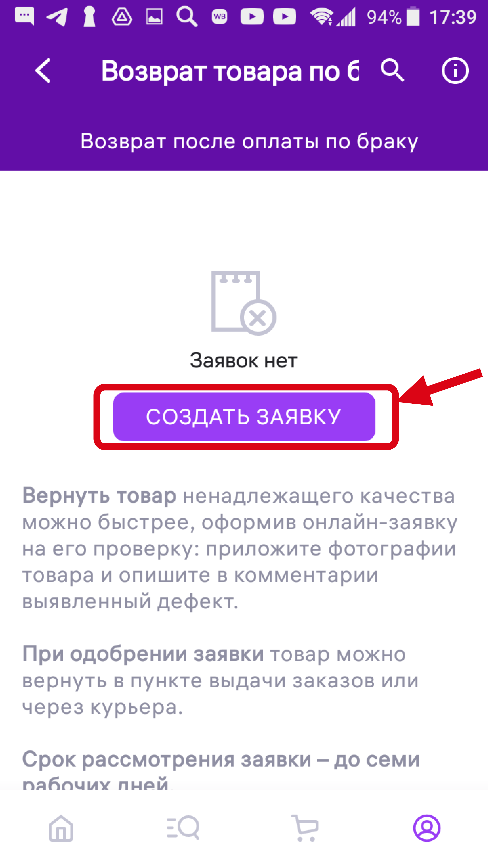 94% 17:39
Возврат товара по б
Возврат после оплаты по браку
Заявок нет
СОЗДАТЬ ЗАЯВКУ
Вернуть товар ненадлежащего качества
можно быстрее, оформив онлайн-заявку
на его проверку: приложите фотографии
товара и опишите в комментарии
выявленный дефект.
При одобрении заявки товар можно
вернуть в пункте выдачи заказов или
через курьера.
Срок рассмотрения заявки – до семи
рабочих дней.